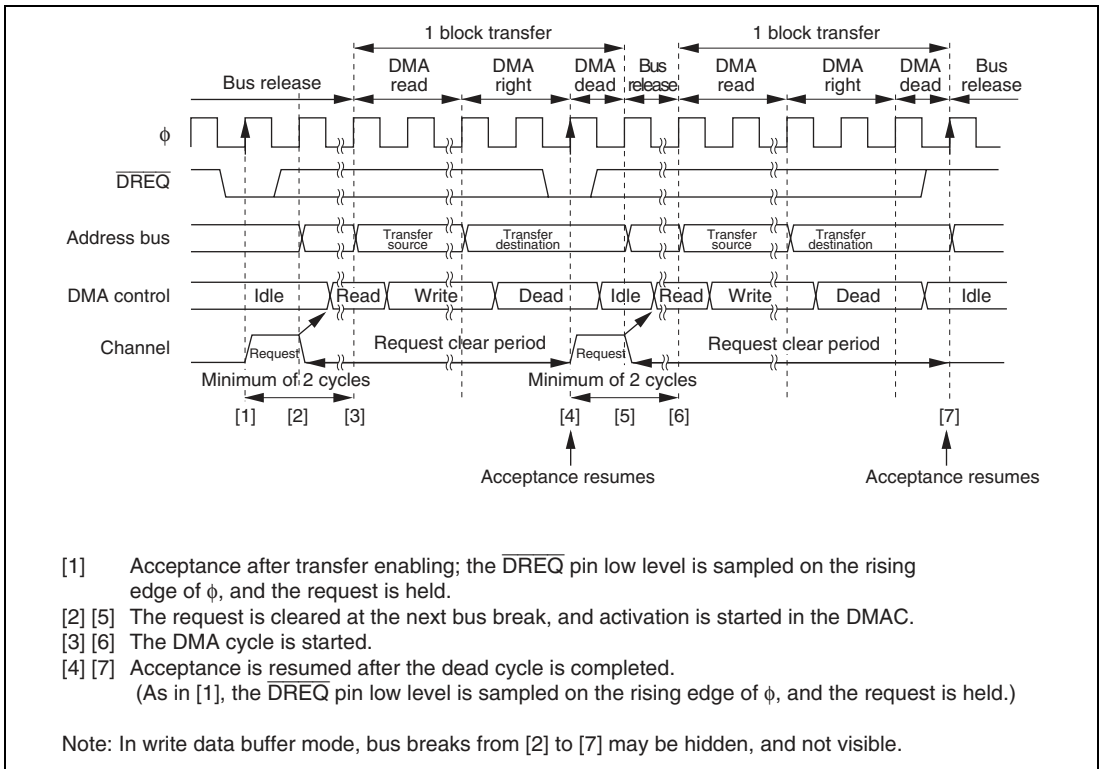 1 block transfer 1 block transfer
Bus release DMA read DMA right DMA dead Bus release DMA read DMA right DMA dead Bus release
ϕ
DREQ
Address bus Transfer source Transfer destination Transfer source Transfer destination
DMA control Idle Read Write Dead Idle Read Write Dead Idle
Channel Request Request clear period Request Request clear period
Minimum of 2 cycles Minimum of 2 cycles
[1] [2] [3] [4] [5] [6] [7]
Acceptance resumes Acceptance resumes
[1] Acceptance after transfer enabling; the DREQ pin low level is sampled on the rising
edge of ϕ, and the request is held.
[2] [5] The request is cleared at the next bus break, and activation is started in the DMAC.
[3] [6] The DMA cycle is started.
[4] [7] Acceptance is resumed after the dead cycle is completed.
(As in [1], the DREQ pin low level is sampled on the rising edge of ϕ, and the request is held.)
Note: In write data buffer mode, bus breaks from [2] to [7] may be hidden, and not visible.